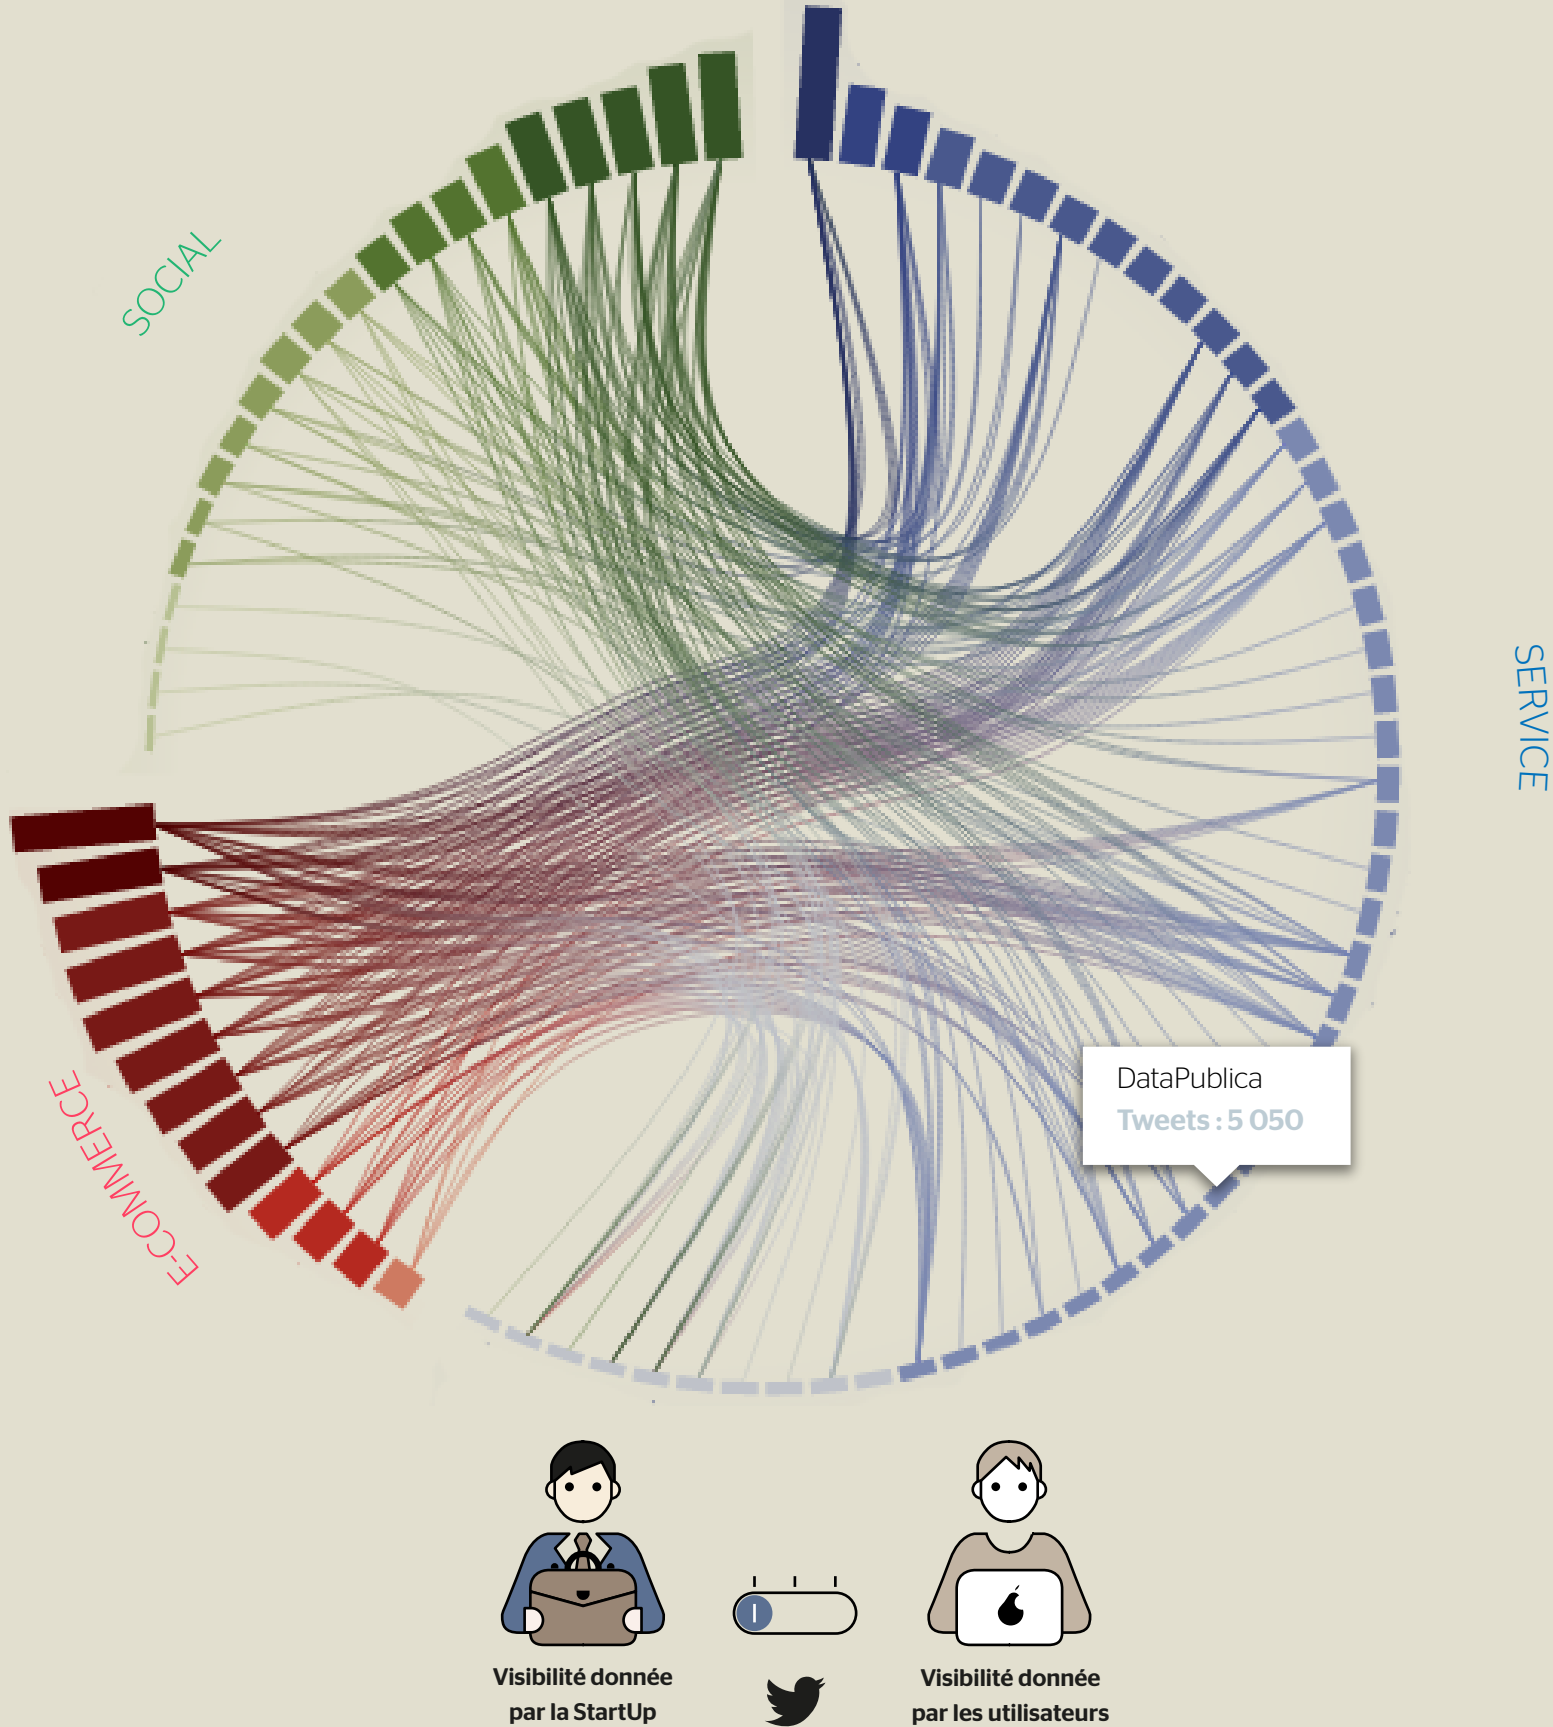 SOCIAL
SERVICE
DataPublica
Tweets : 5 050
E-COMMERCE
Visibilité donnée
par la StartUp
Visibilité donnée
par les utilisateurs